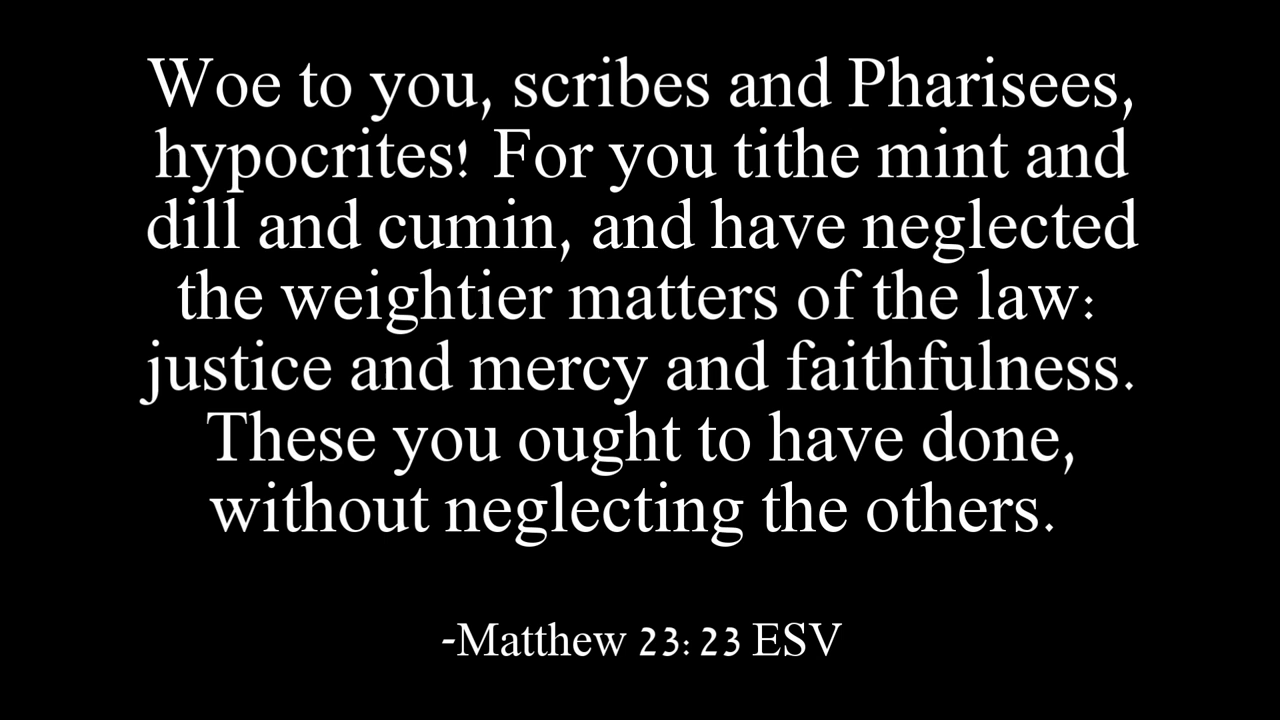 Woe to you, scribes and Pharisees,
hypocrites! For you tithe mint and
dill and cumin, and have neglected
the weightier matters of the law:
justice and mercy and faithfulness.
These you ought to have done,
without neglecting the others.
-Matthew 23:23 ESV